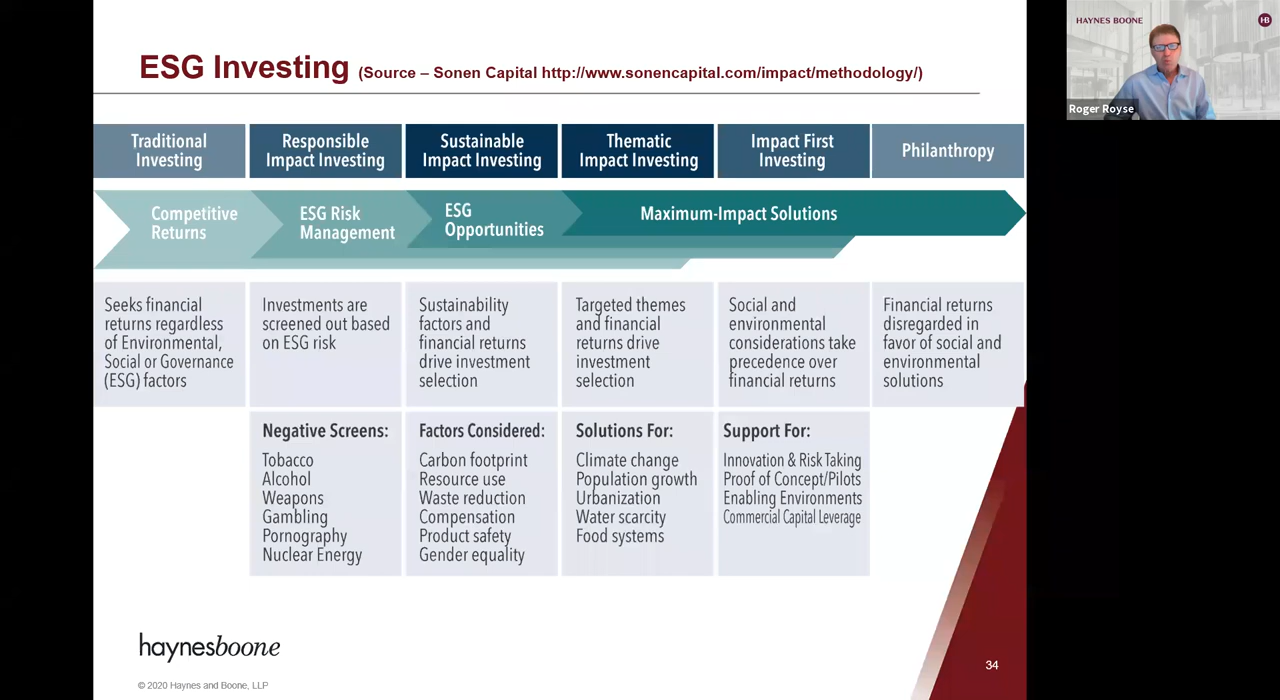 ESG Investing (Source – Sonen Capital http://www.sonencapital.com/impact/methodology/)
HAYNES BOONE
HB
Roger Royse
Traditional
Investing
Responsible
Impact Investing
Sustainable
Impact Investing
Thematic
Impact Investing
Impact First
Investing
Philanthropy
Competitive
Returns
ESG Risk
Management
ESG
Opportunities
Maximum-Impact Solutions
Seeks financial
returns regardless
of Environmental,
Social or Governance
(ESG) factors
Investments are
screened out based
on ESG risk
Sustainability
factors and
financial returns
drive investment
selection
Targeted themes
and financial
returns drive
investment
selection
Social and
environmental
considerations take
precedence over
financial returns
Financial returns
disregarded in
favor of social and
environmental
solutions
Negative Screens:
Tobacco
Alcohol
Weapons
Gambling
Pornography
Nuclear Energy
Factors Considered:
Carbon footprint
Resource use
Waste reduction
Compensation
Product safety
Gender equality
Solutions For:
Climate change
Population growth
Urbanization
Water scarcity
Food systems
Support For:
Innovation & Risk Taking
Proof of Concept/Pilots
Enabling Environments
Commercial Capital Leverage
haynesboone
© 2020 Haynes and Boone, LLP
34